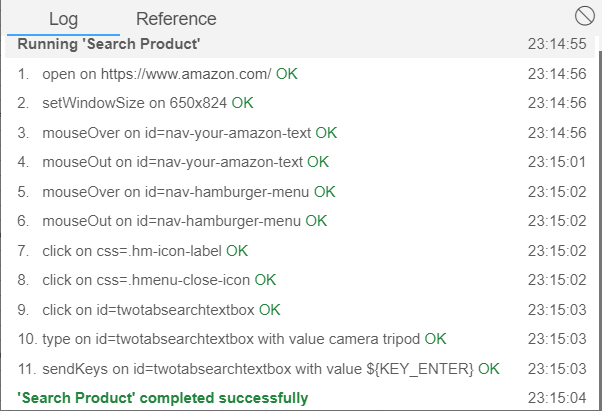 Log Reference
Running 'Search Product' 23:14:55
1. open on https://www.amazon.com/ OK 23:14:56
2. setWindowSize on 650x824 OK 23:14:56
3. mouseOver on id=nav-your-amazon-text OK 23:14:56
4. mouseOut on id=nav-your-amazon-text OK 23:15:01
5. mouseOver on id=nav-hamburger-menu OK 23:15:02
6. mouseOut on id=nav-hamburger-menu OK 23:15:02
7. click on css=.hm-icon-label OK 23:15:02
8. click on css=.hmenu-close-icon OK 23:15:02
9. click on id=twotabsearchtextbox OK 23:15:03
10. type on id=twotabsearchtextbox with value camera tripod OK 23:15:03
11. sendKeys on id=twotabsearchtextbox with value ${KEY_ENTER} OK 23:15:03
'Search Product' completed successfully 23:15:04